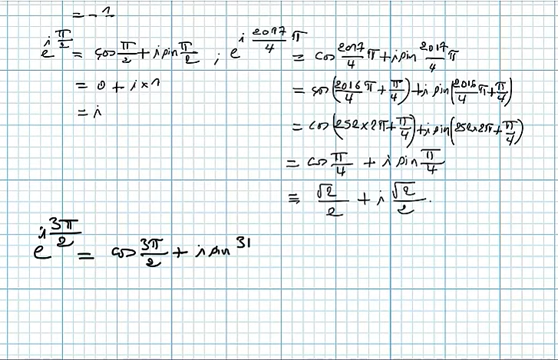 = -1
e^{i π/2} = cos π/2 + i sin π/2 ; e^{i 2017/4 π} = cos 2017/4 π + i sin 2017/4 π
= 0 + i × 1
= cos(2016/4 π + π/4) + i sin(2016/4 π + π/4)
= i
= cos(252×2π + π/4) + i sin(252×2π + π/4)
= cos π/4 + i sin π/4
= √2/2 + i √2/2.
e^{i 3π/2} = cos 3π/2 + i sin 3